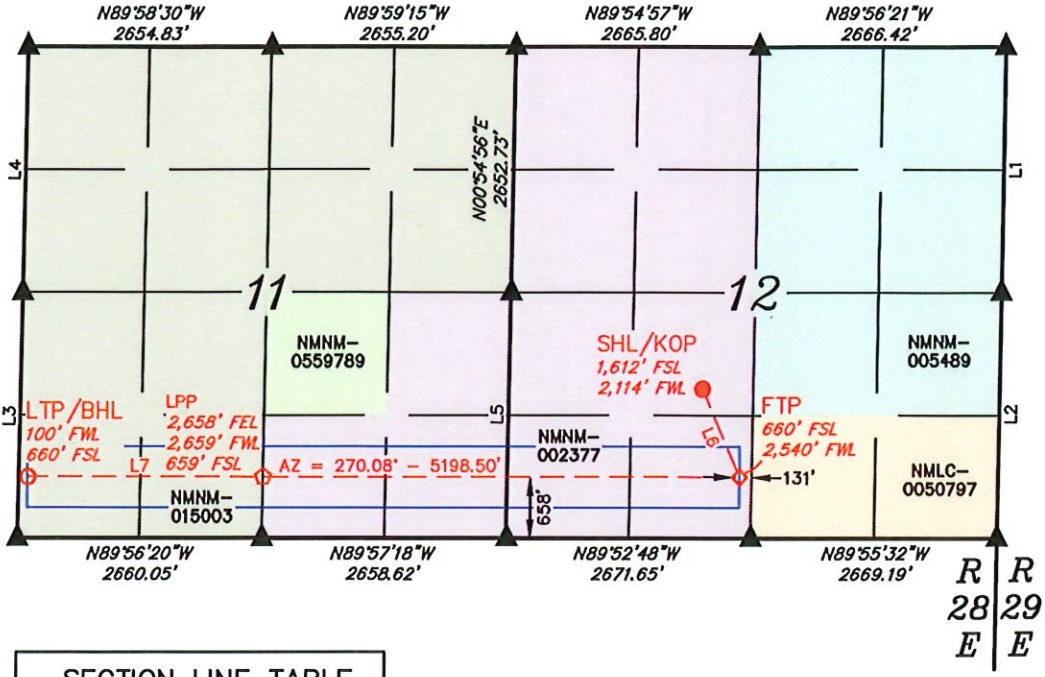 N89°58'30"W
2654.83'
N89°59'15"W
2655.20'
N89°54'57"W
2665.80'
N89°56'21"W
2666.42'
L4
N00°54'56"E
2652.73'
L1
11
12
NMNM-
0559789
NMNM-
005489
SHL/KOP
1,612' FSL
2,114' FWL
L3
LTP/BHL
100' FWL
660' FSL
LPP
2,658' FEL
2,659' FWL
659' FSL
L5
L6
FTP
660' FSL
2,540' FWL
L2
NMNM-
002377
L7
AZ = 270.08° - 5198.50'
131'
NMLC-
0050797
NMNM-
015003
658'
N89°56'20"W
2660.05'
N89°57'18"W
2658.62'
N89°52'48"W
2671.65'
N89°55'32"W
2669.19'
R R
28 29
E E
SECTION LINE TABLE